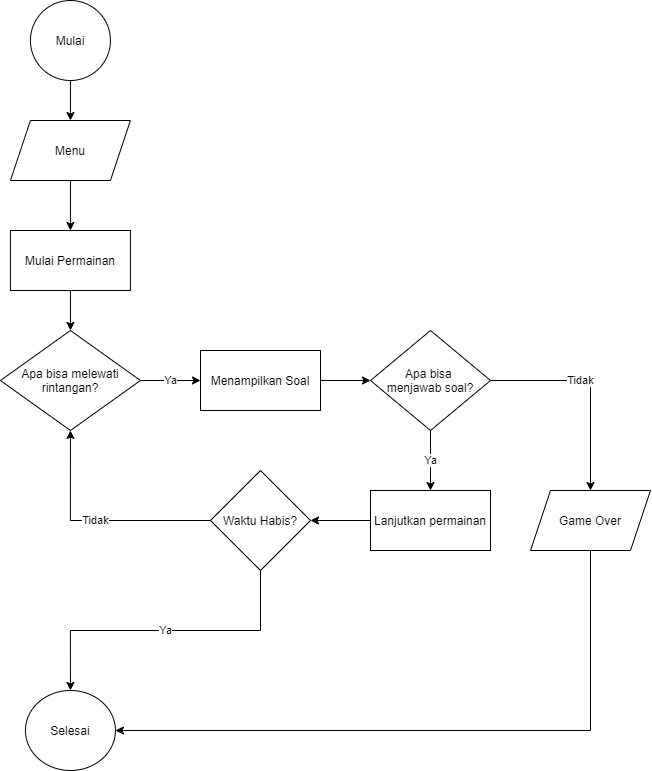 Mulai
Menu
Mulai Permainan
Apa bisa melewati
rintangan?
Ya
Menampilkan Soal
Apa bisa
menjawab soal?
Tidak
Ya
Tidak
Waktu Habis?
Lanjutkan permainan
Game Over
Ya
Selesai